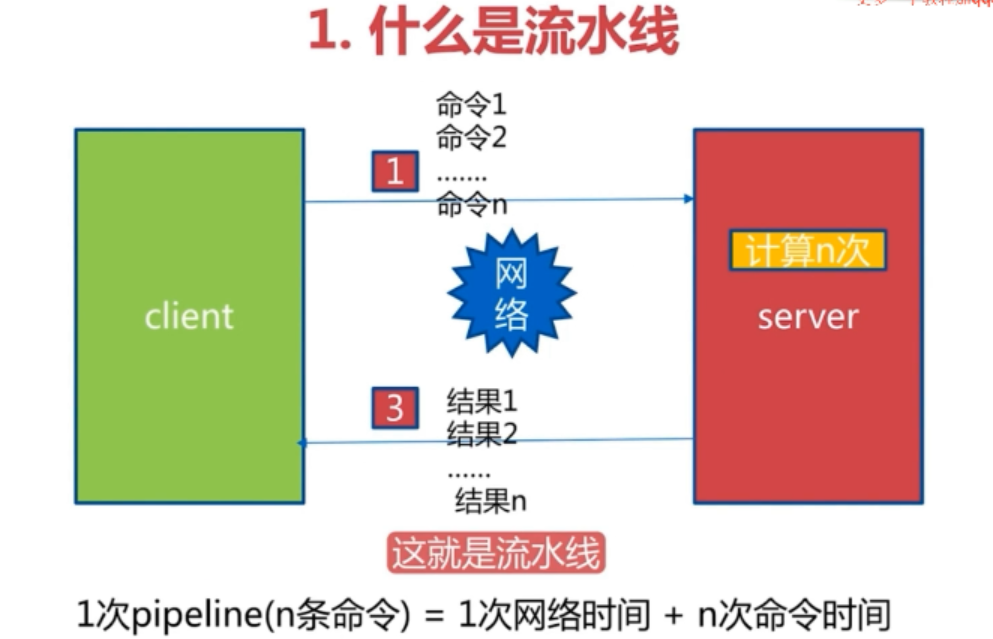 1. 什么是流水线
命令1
命令2
1
.......
命令n
计算n次
网
络
client
server
3
结果1
结果2
......
结果n
这就是流水线
1次pipeline(n条命令) = 1次网络时间 + n次命令时间